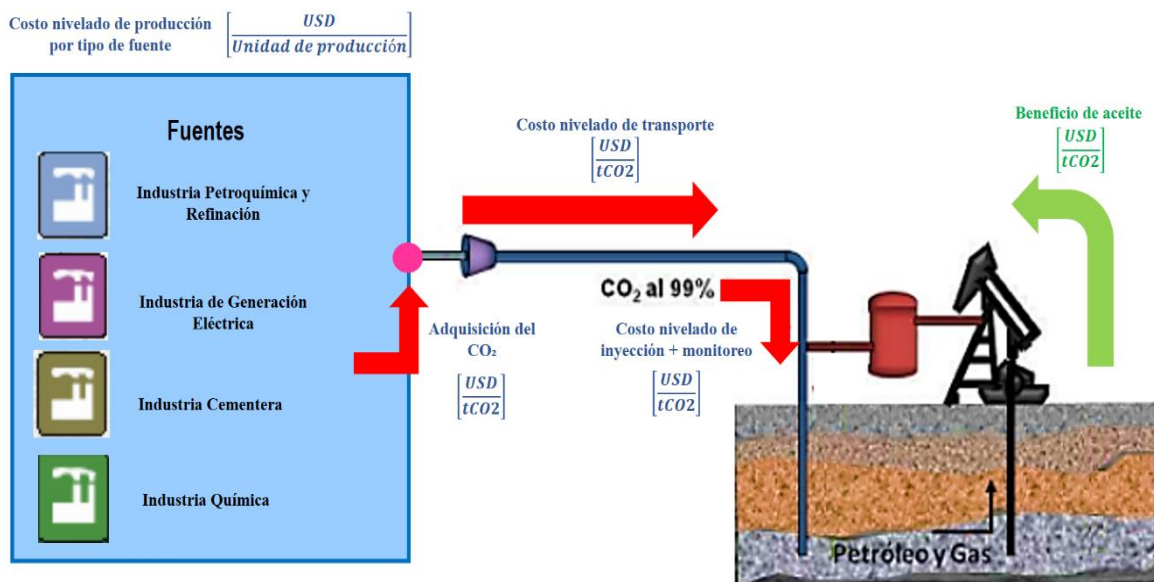 Costo nivelado de producción
por tipo de fuente
[USD / Unidad de producción]
Fuentes
Industria Petroquímica y
Refinación
Industria de Generación
Eléctrica
Industria Cementera
Industria Química
Adquisición del
CO₂
[USD / tCO2]
Costo nivelado de transporte
[USD / tCO2]
CO₂ al 99%
Costo nivelado de
inyección + monitoreo
[USD / tCO2]
Beneficio de aceite
[USD / tCO2]
Petróleo y Gas